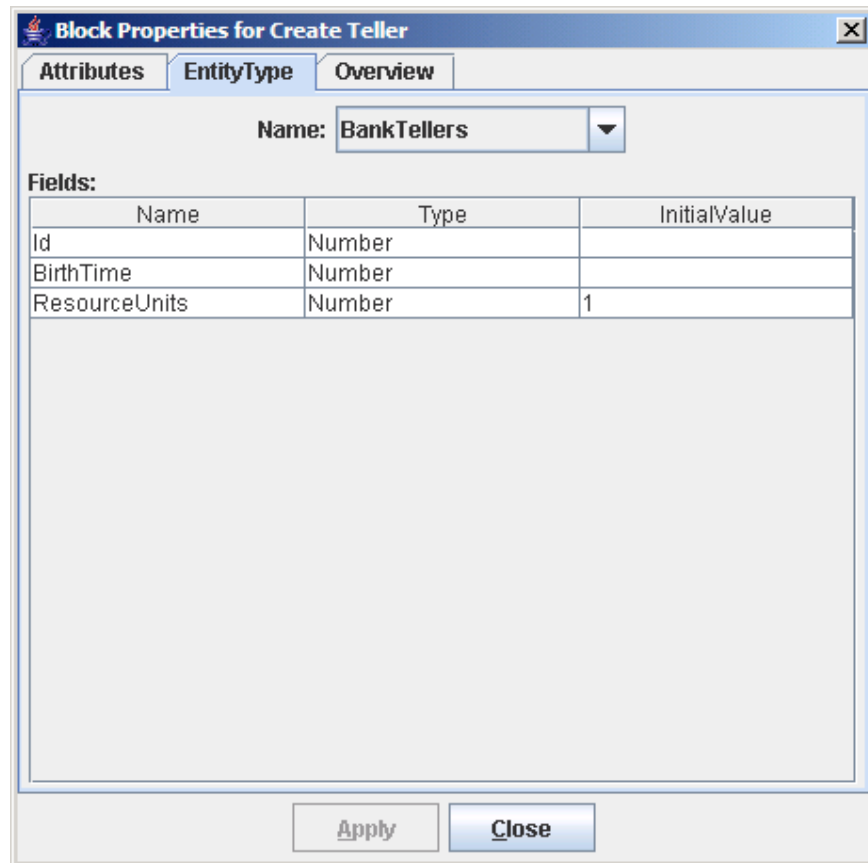 Block Properties for Create Teller
Attributes EntityType Overview
Name: BankTellers
Fields:
Name Type InitialValue
Id Number
BirthTime Number
ResourceUnits Number 1
Apply Close